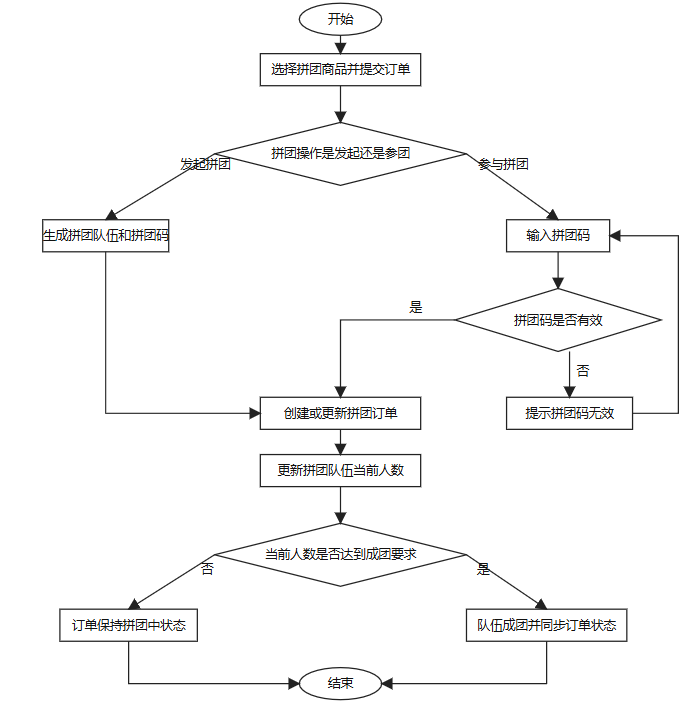 开始
选择拼团商品并提交订单
拼团操作是发起还是参团
发起拼团
参与拼团
生成拼团队伍和拼团码
输入拼团码
是
拼团码是否有效
否
创建或更新拼团订单
提示拼团码无效
更新拼团队伍当前人数
当前人数是否达到成团要求
否
是
订单保持拼团中状态
队伍成团并同步订单状态
结束